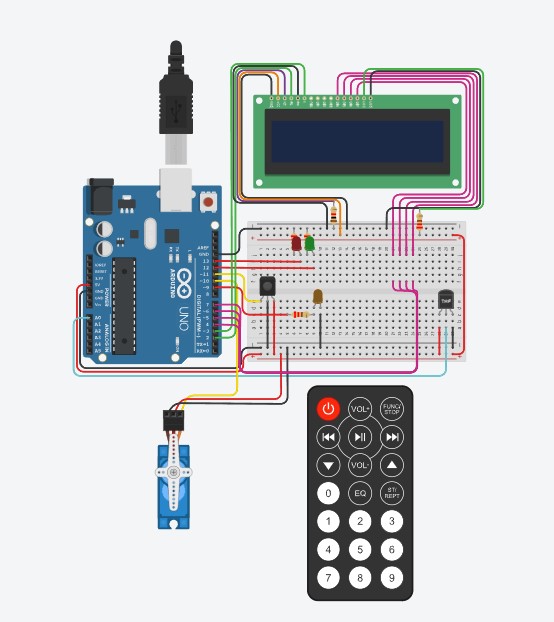 AREF
GND
13
12
~11
~10
~9
8
7
~6
~5
4
~3
2
TX→1
RX←0
DIGITAL (PWM~)
ARDUINO
UNO
IOREF
RESET
3.3V
5V
GND
GND
Vin
POWER
A0
A1
A2
A3
A4
A5
ANALOG IN
TMP
VOL+
FUNC/
STOP
VOL-
0
EQ
ST/
REPT
1
2
3
4
5
6
7
8
9